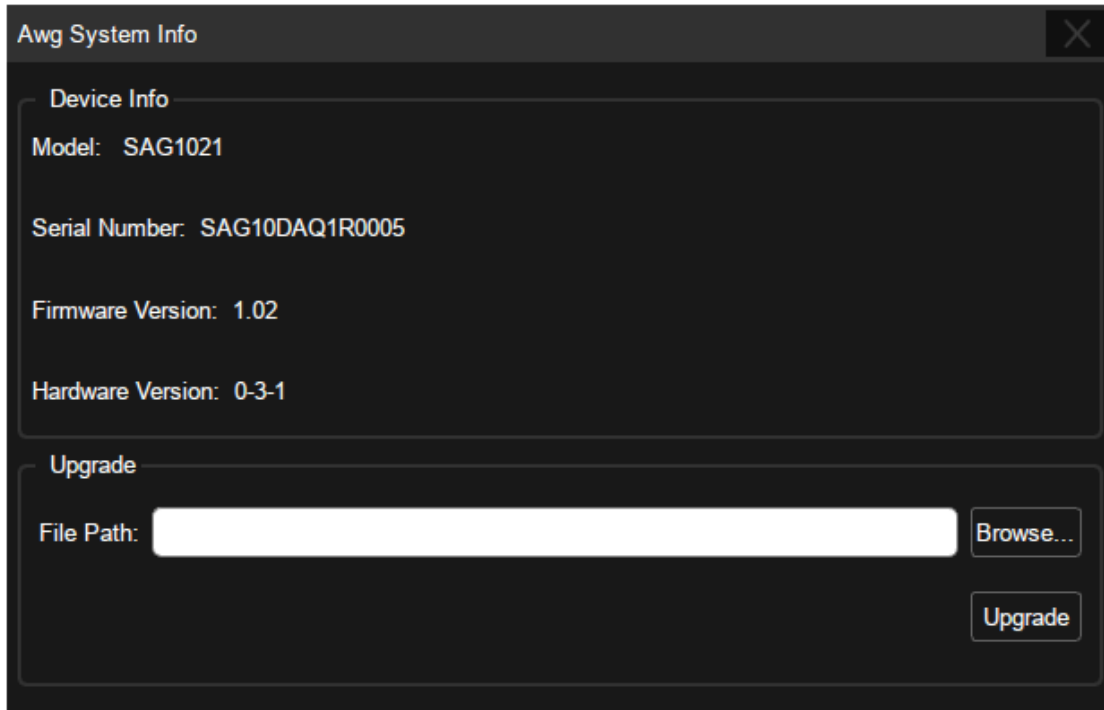 Awg System Info
Device Info
Model: SAG1021
Serial Number: SAG10DAQ1R0005
Firmware Version: 1.02
Hardware Version: 0-3-1
Upgrade
File Path: Browse...
Upgrade